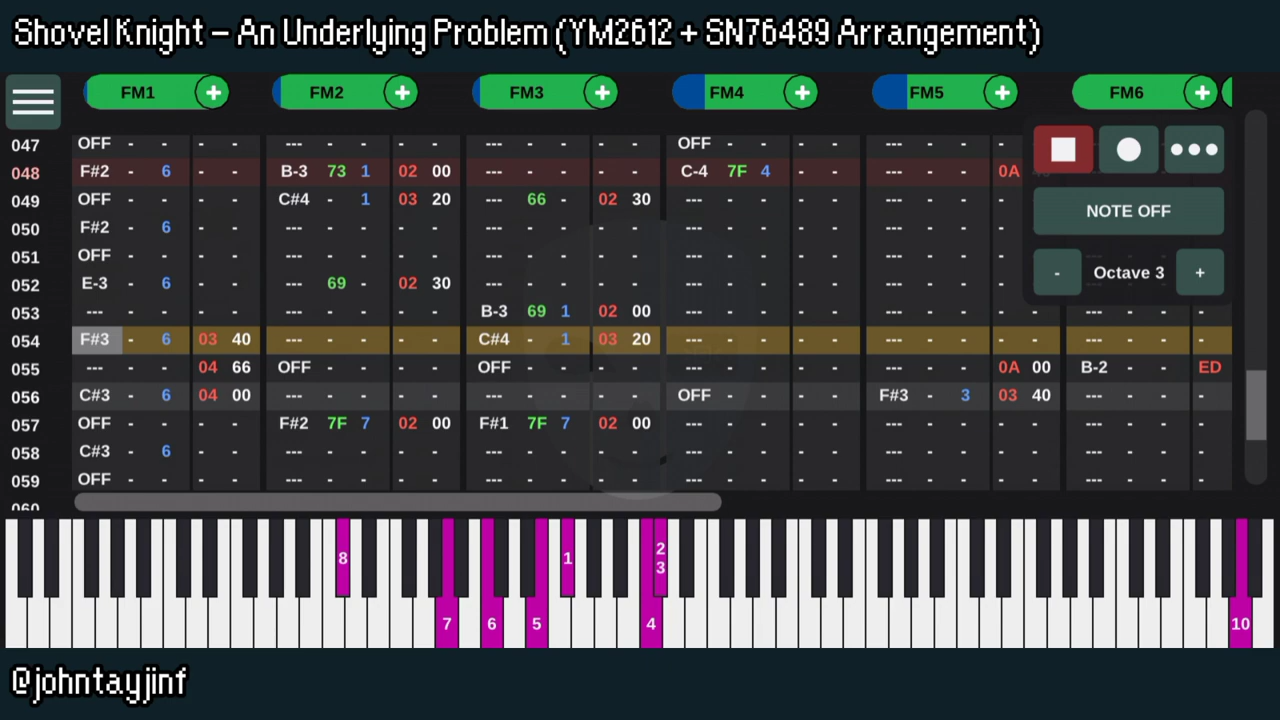 Shovel Knight – An Underlying Problem (YM2612 + SN76489 Arrangement)
FM1 + FM2 + FM3 + FM4 + FM5 + FM6 +
047 OFF - - - - --- - - - - --- - - - - OFF - - - - --- - - -
048 F#2 - 6 - - B-3 73 1 02 00 --- - - - - C-4 7F 4 - - --- - - 0A
049 OFF - - - - C#4 - 1 03 20 --- 66 - 02 30 --- - - - - --- - - -
NOTE OFF
050 F#2 - 6 - - --- - - - - --- - - - - --- - - - - --- - - -
051 OFF - - - - --- - - - - --- - - - - --- - - - - --- - - -
- Octave 3 +
052 E-3 - 6 - - --- 69 - 02 30 --- - - - - --- - - - - --- - - -
053 --- - - - - --- - - - - B-3 69 1 02 00 --- - - - - --- - - - - --- - - -
054 F#3 - 6 03 40 --- - - - - C#4 - 1 03 20 --- - - - - --- - - - - --- - - -
055 --- - - 04 66 OFF - - - - OFF - - - - --- - - - - --- - - 0A 00 B-2 - - ED
056 C#3 - 6 04 00 --- - - - - --- - - - - OFF - - - - F#3 - 3 03 40 --- - - -
057 OFF - - - - F#2 7F 7 02 00 F#1 7F 7 02 00 --- - - - - --- - - - - --- - - -
058 C#3 - 6 - - --- - - - - --- - - - - --- - - - - --- - - - - --- - - -
059 OFF - - - - --- - - - - --- - - - - --- - - - - --- - - - - --- - - -
060
8 1 2
3
7 6 5 4 10
@johntayjinf